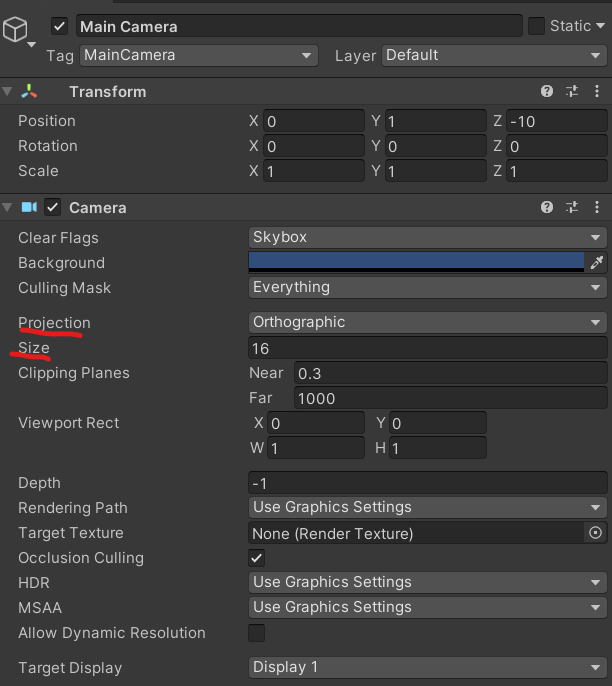 Main Camera Static
Tag MainCamera Layer Default
Transform
Position X 0 Y 1 Z -10
Rotation X 0 Y 0 Z 0
Scale X 1 Y 1 Z 1
Camera
Clear Flags Skybox
Background
Culling Mask Everything
Projection Orthographic
Size 16
Clipping Planes Near 0.3
Far 1000
Viewport Rect X 0 Y 0
W 1 H 1
Depth -1
Rendering Path Use Graphics Settings
Target Texture None (Render Texture)
Occlusion Culling
HDR Use Graphics Settings
MSAA Use Graphics Settings
Allow Dynamic Resolution
Target Display Display 1